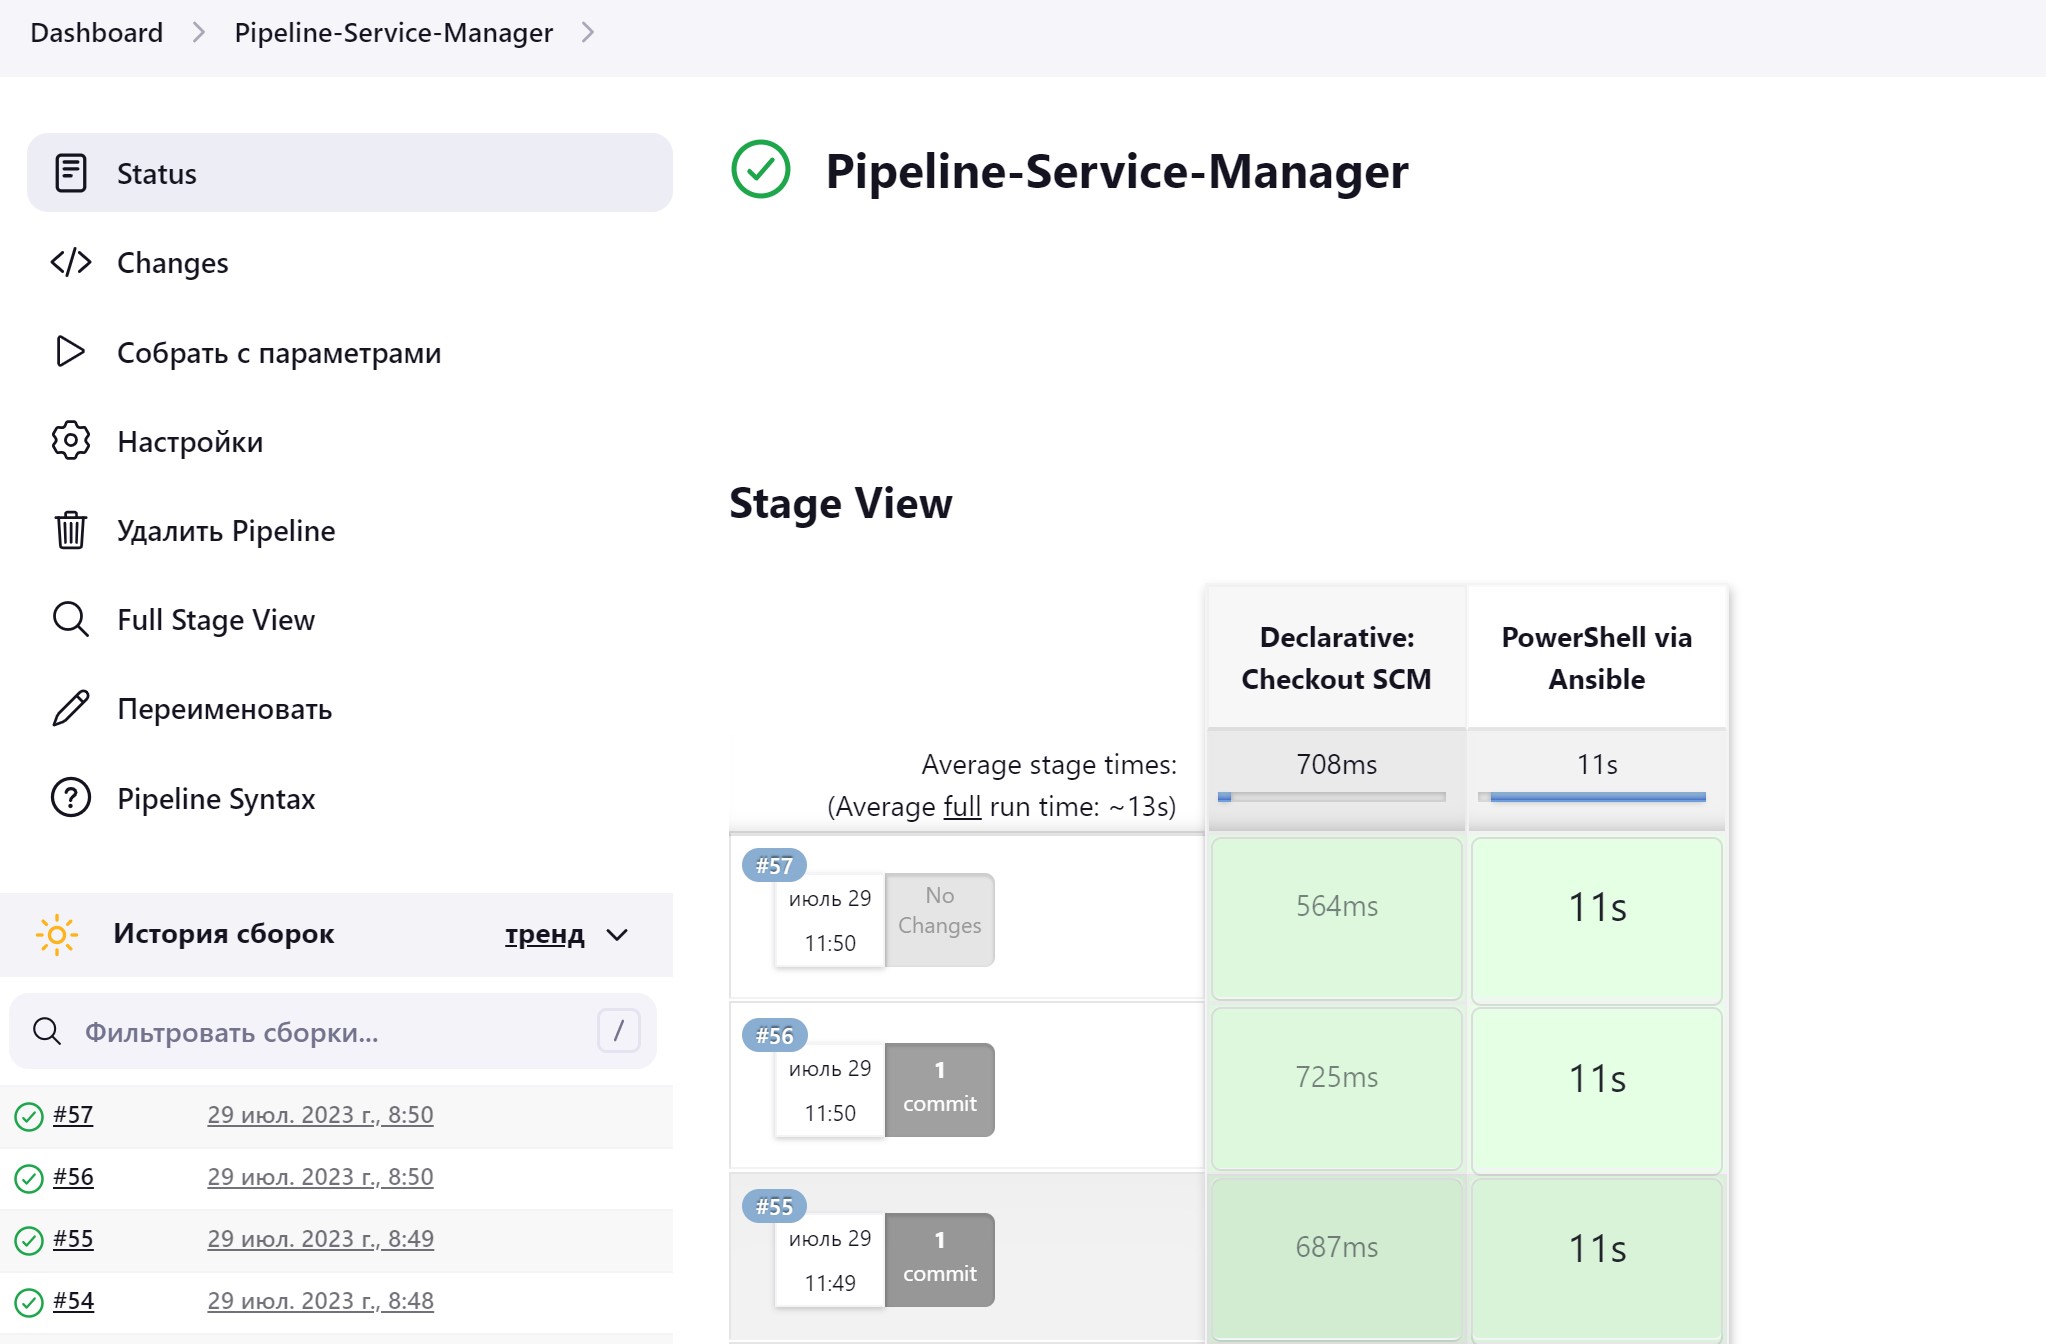 Dashboard
Pipeline-Service-Manager
Status
Changes
Собрать с параметрами
Настройки
Удалить Pipeline
Full Stage View
Переименовать
Pipeline Syntax
История сборок
тренд
Фильтровать сборки...
/
#57
29 июл. 2023 г., 8:50
#56
29 июл. 2023 г., 8:50
#55
29 июл. 2023 г., 8:49
#54
29 июл. 2023 г., 8:48
Pipeline-Service-Manager
Stage View
Declarative:
Checkout SCM
PowerShell via
Ansible
Average stage times:
(Average full run time: ~13s)
708ms
11s
#57
июль 29
11:50
No
Changes
564ms
11s
#56
июль 29
11:50
1
commit
725ms
11s
#55
июль 29
11:49
1
commit
687ms
11s